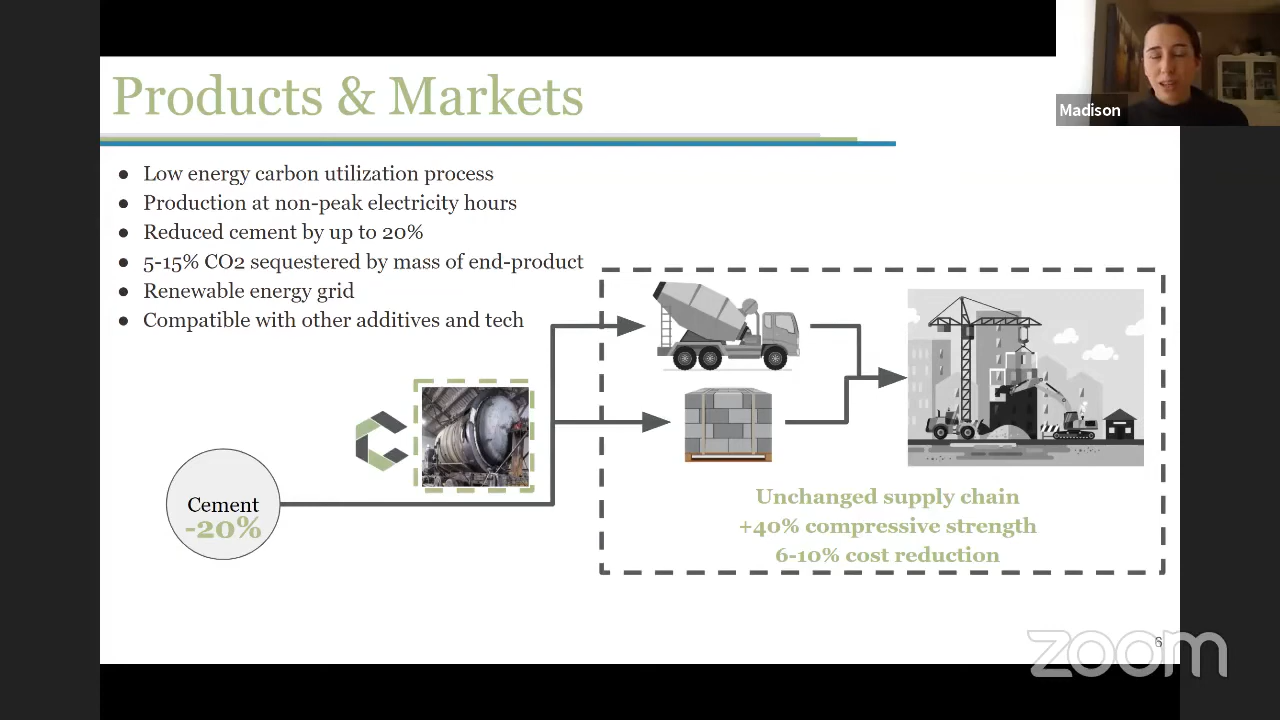 Products & Markets
Madison
● Low energy carbon utilization process
● Production at non-peak electricity hours
● Reduced cement by up to 20%
● 5-15% CO2 sequestered by mass of end-product
● Renewable energy grid
● Compatible with other additives and tech
Cement
-20%
Unchanged supply chain
+40% compressive strength
6-10% cost reduction
6
zoom